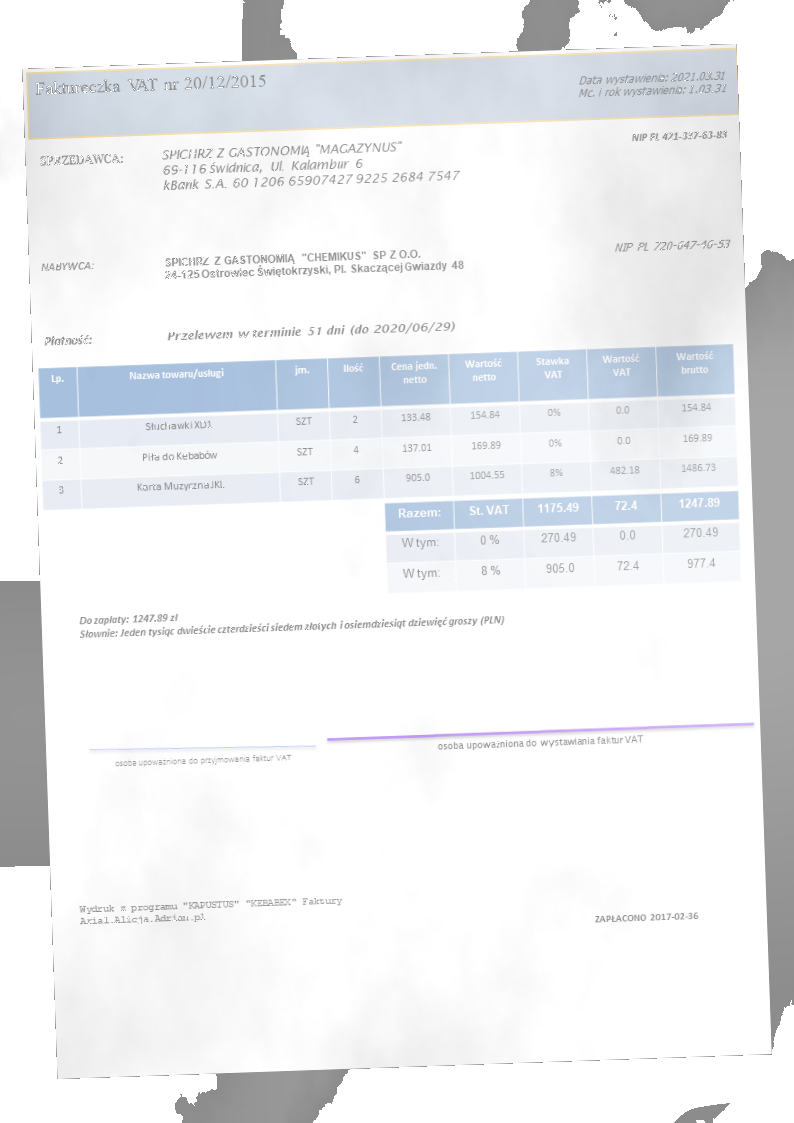 Faktureczka VAT nr 20/12/2015
Data wystawienia: 2021.03.31
Mc. i rok wystawienia: 1.03.31
NIP PL 421-337-63-83
SPRZEDAWCA:
SPICHRZ Z GASTONOMIĄ "MAGAZYNUS"
69-116 Świdnica, Ul. Kalambur 6
kBank S.A. 60 1206 65907427 9225 2684 7547
NIP PL 220-647-46-53
NABYWCA:
SPICHRZ Z GASTONOMIĄ "CHEMIKUS" SP Z O.O.
24-125 Ostrowiec Świętokrzyski, Pl. Skaczącej Gwiazdy 48
Płatność:
Przelewem w terminie 51 dni (do 2020/06/29)
Lp. Nazwa towaru/usługi jm. Ilość Cena jedn. netto Wartość netto Stawka VAT Wartość VAT Wartość brutto
1 Słuchawki XDJ. SZT 2 133.48 154.84 0% 0.0 154.84
2 Piła do Kebabów SZT 4 137.01 169.89 0% 0.0 169.89
3 Karta Muzyczna JKL SZT 6 905.0 1004.55 8% 482.18 1486.73
Razem: St. VAT 1175.49 72.4 1247.89
W tym: 0 % 270.49 0.0 270.49
W tym: 8 % 905.0 72.4 977.4
Do zapłaty: 1247.89 zł
Słownie: Jeden tysiąc dwieście czterdzieści siedem złotych i osiemdziesiąt dziewięć groszy (PLN)
osoba upoważniona do przyjmowania faktur VAT
osoba upoważniona do wystawiania faktur VAT
Wydruk z programu "KAPUSTUS" "KEBABEX" Faktury
Arial.Alicja.Adrian.pl
ZAPŁACONO 2017-02-36